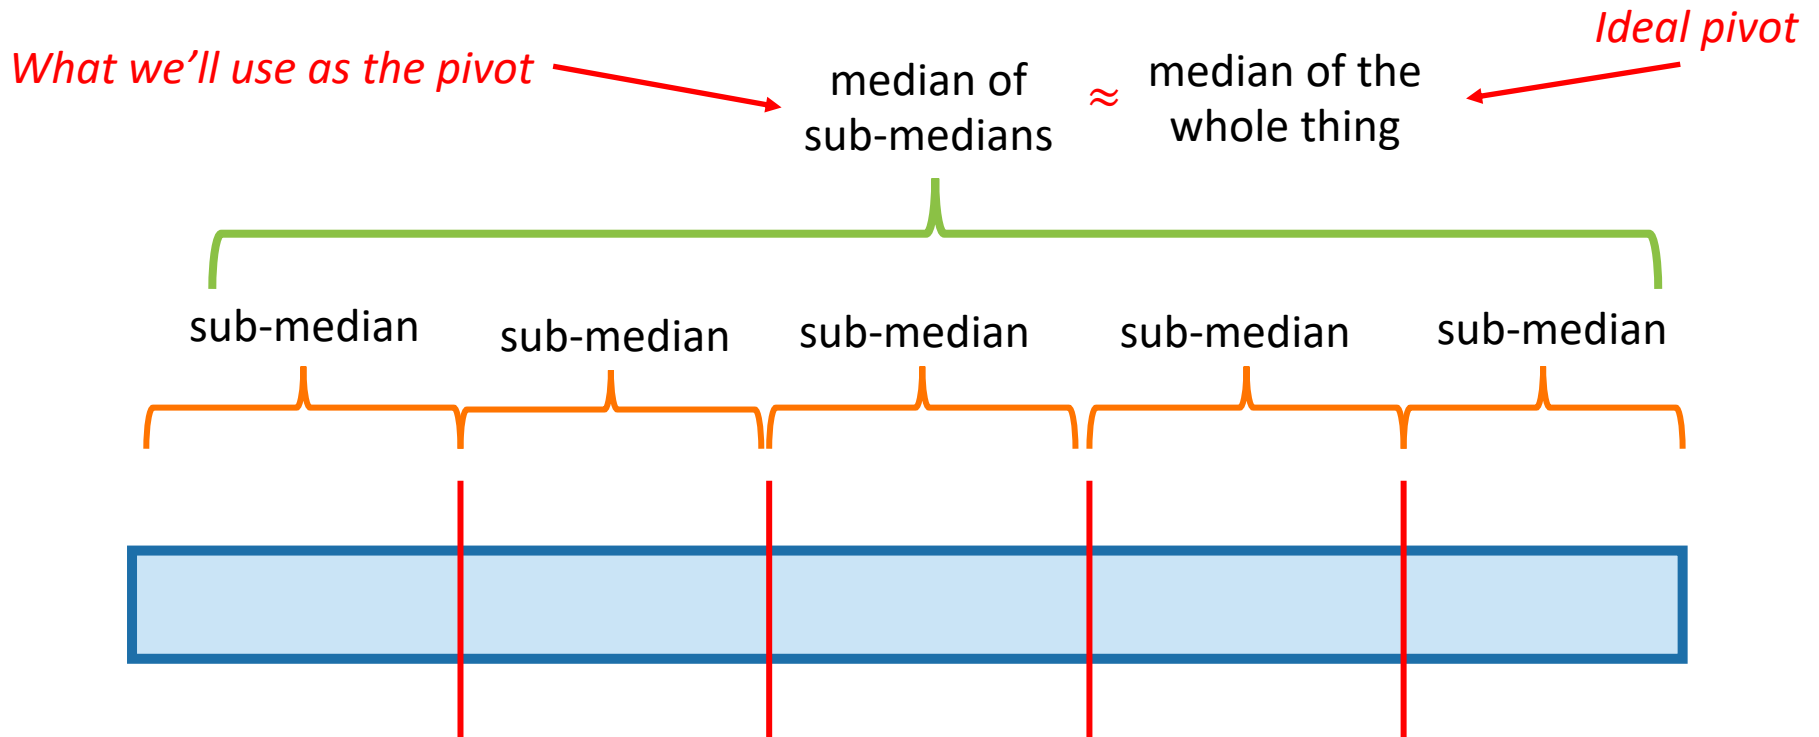 Ideal pivot
What we’ll use as the pivot
median of
sub-medians
≈
median of the
whole thing
sub-median
sub-median
sub-median
sub-median
sub-median